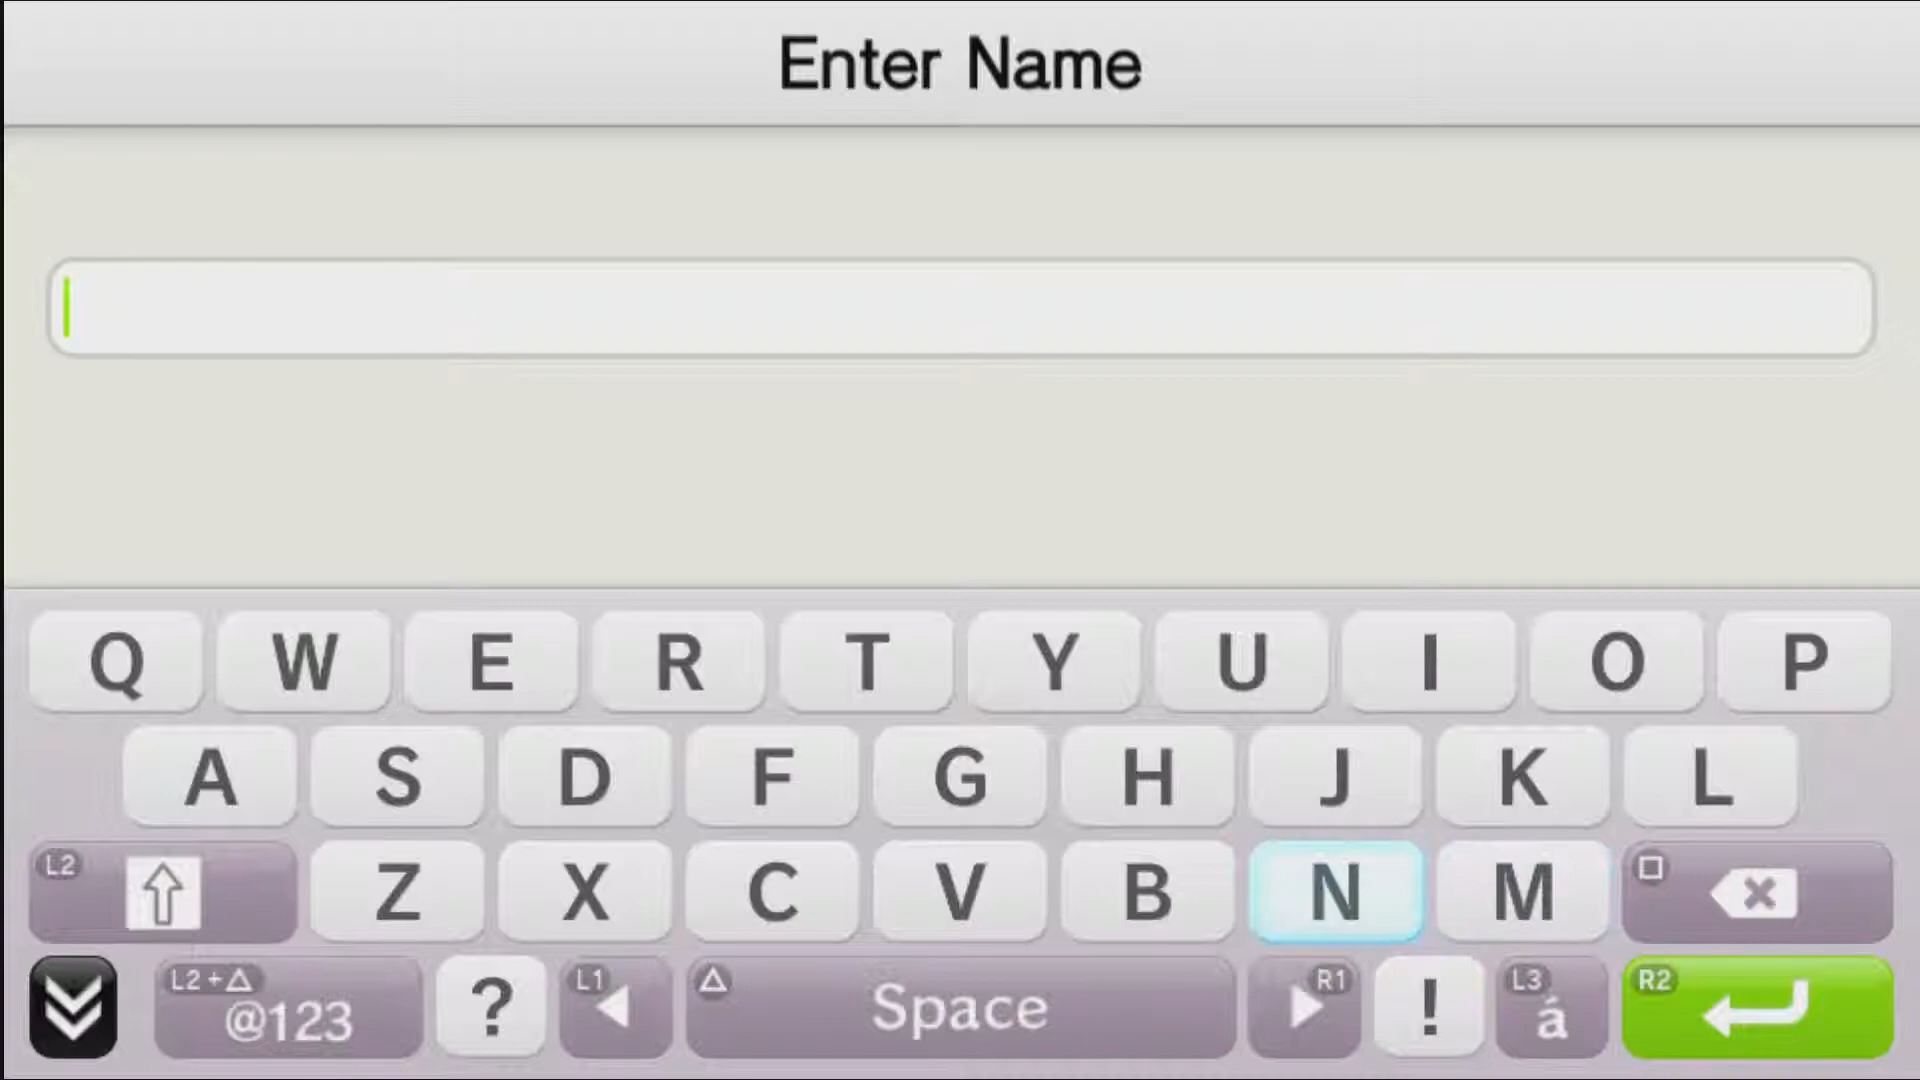 Enter Name
Q W E R T Y U I O P
A S D F G H J K L
L2 Z X C V B N M
L2 + △ @123 ? L1 △ Space R1 ! L3 á R2